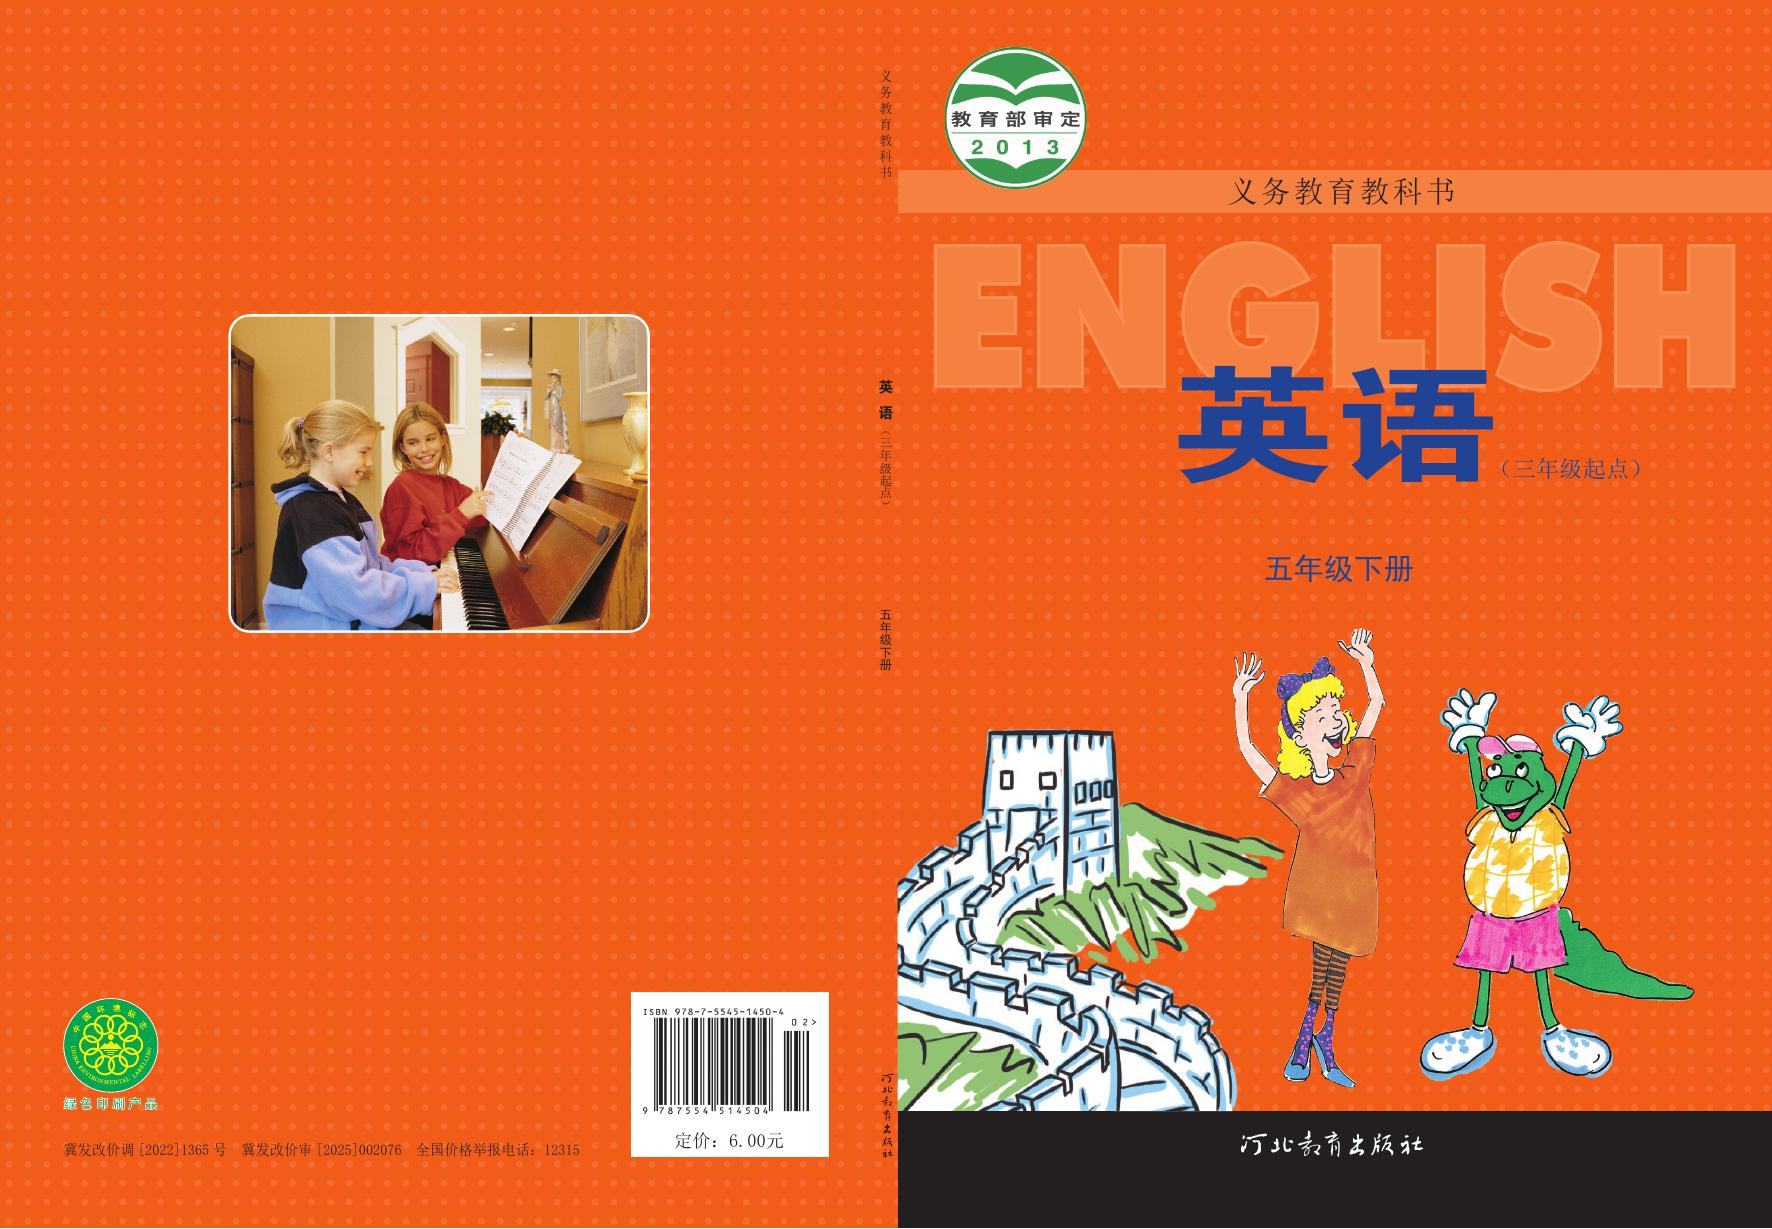 冀发改价调 [2022]1365 号 冀发改价审 [2025]002076 全国价格举报电话：12315
中国环境标志
CHINA ENVIRONMENTAL LABELLING
绿色印刷产品
ISBN 978-7-5545-1450-4
02>
9 787554 514504
定价：6.00元
义务教育教科书
英语（三年级起点）
五年级下册
河北教育出版社
教育部审定
2013
义务教育教科书
ENGLISH
英语（三年级起点）
五年级下册
河北教育出版社